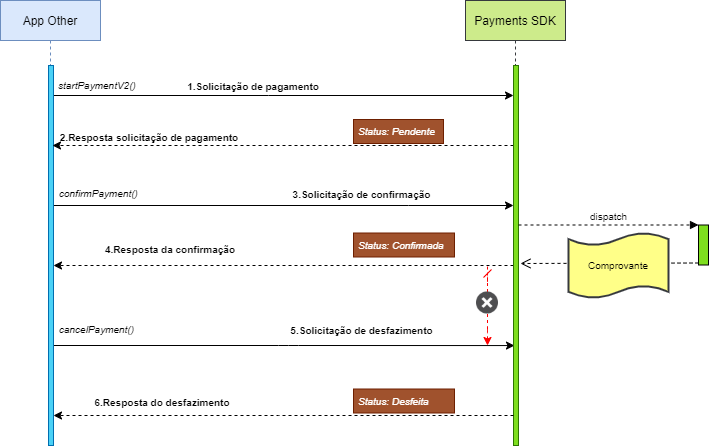 App Other
Payments SDK
startPaymentV2()
1.Solicitação de pagamento
Status: Pendente
2.Resposta solicitação de pagamento
confirmPayment()
3.Solicitação de confirmação
dispatch
Status: Confirmada
4.Resposta da confirmação
Comprovante
cancelPayment()
5.Solicitação de desfazimento
Status: Desfeita
6.Resposta do desfazimento